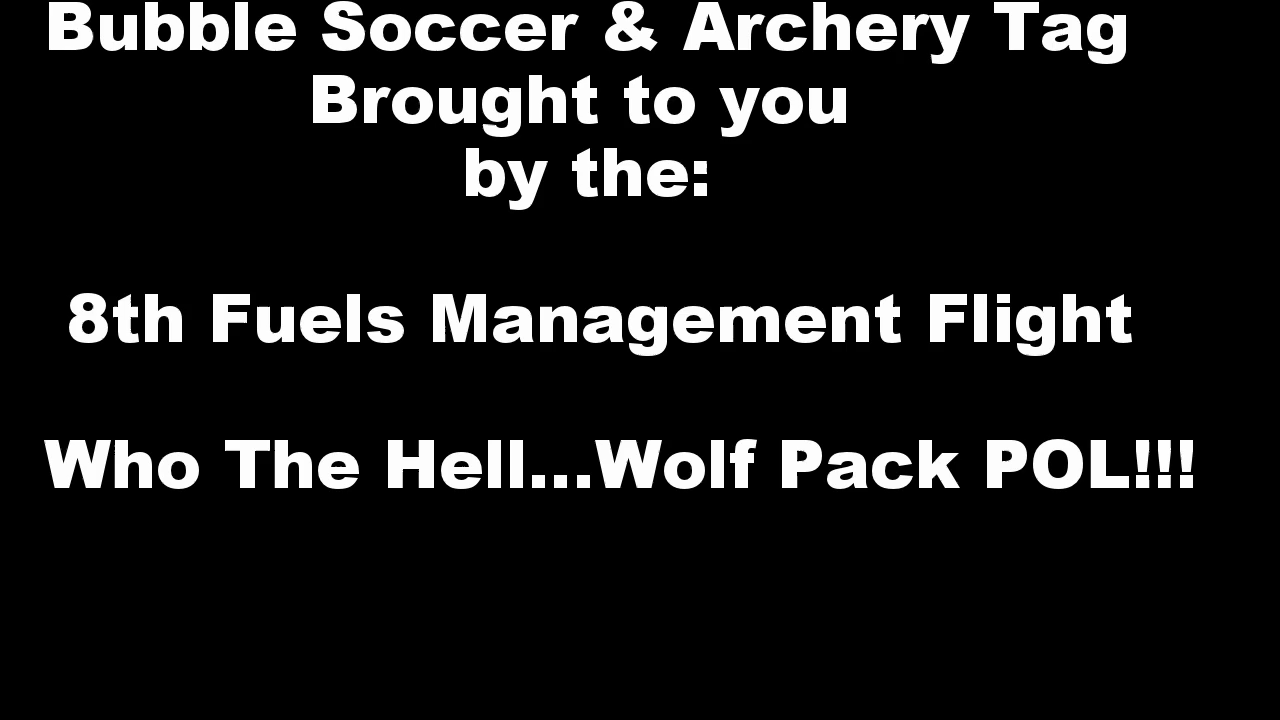 Bubble Soccer & Archery Tag
Brought to you
by the:
8th Fuels Management Flight
Who The Hell...Wolf Pack POL!!!